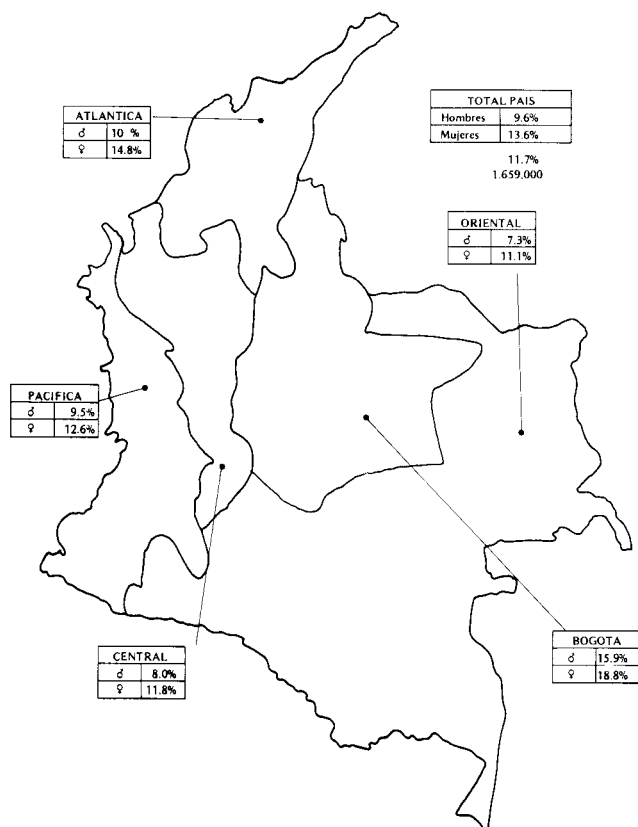 ATLANTICA
♂ 10 %
♀ 14.8%
TOTAL PAIS
Hombres 9.6%
Mujeres 13.6%
11.7%
1.659.000
ORIENTAL
♂ 7.3%
♀ 11.1%
PACIFICA
♂ 9.5%
♀ 12.6%
CENTRAL
♂ 8.0%
♀ 11.8%
BOGOTA
♂ 15.9%
♀ 18.8%